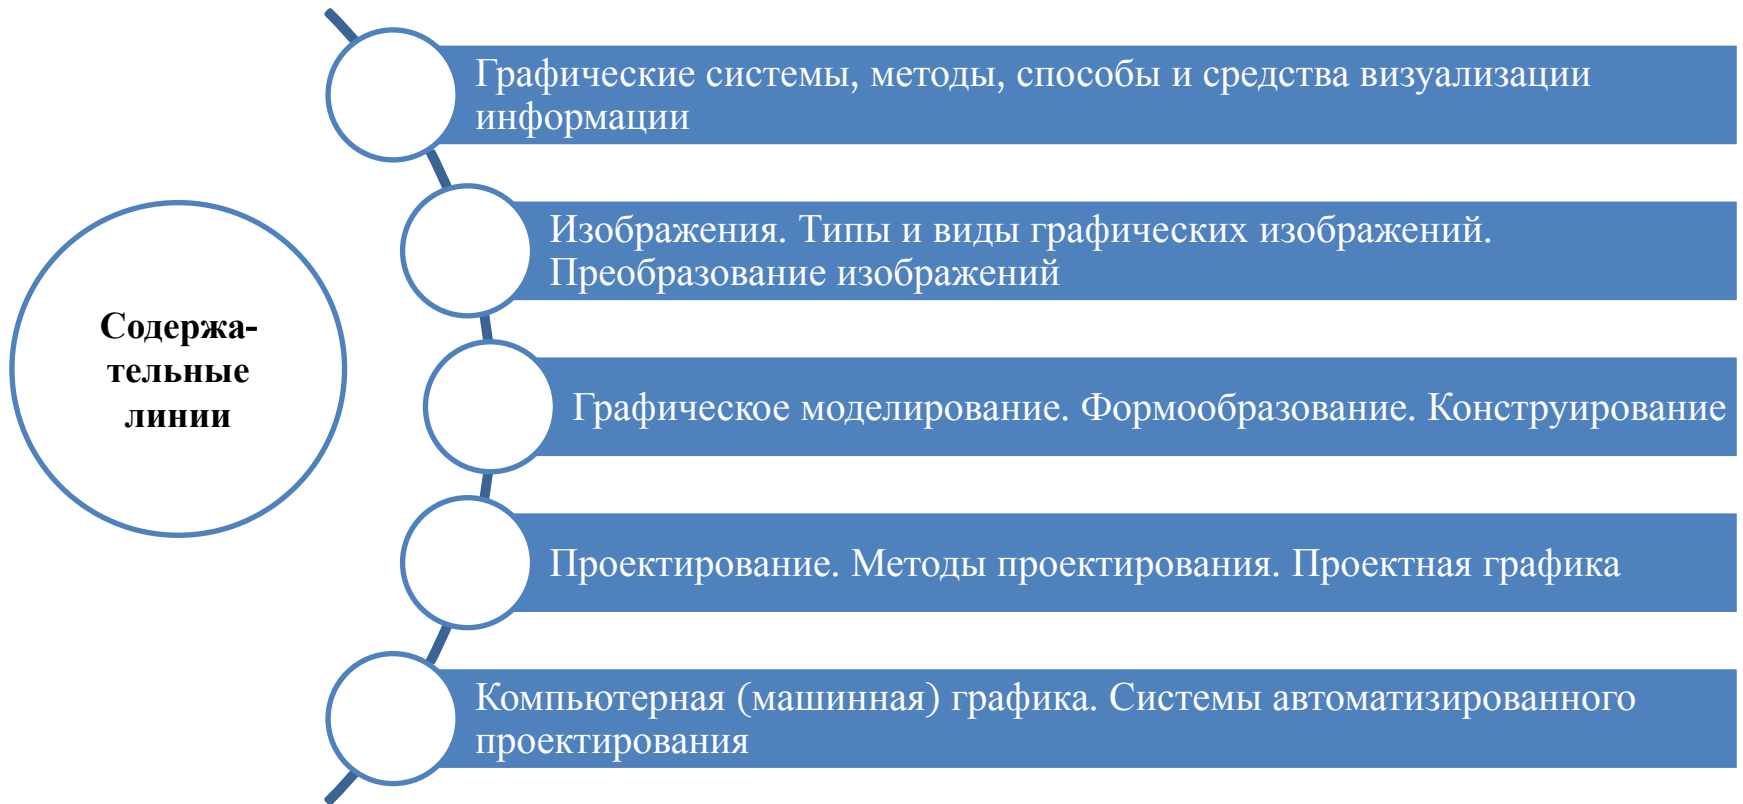 Графические системы, методы, способы и средства визуализации
информации
Изображения. Типы и виды графических изображений.
Преобразование изображений
Содержа-
тельные
линии
Графическое моделирование. Формообразование. Конструирование
Проектирование. Методы проектирования. Проектная графика
Компьютерная (машинная) графика. Системы автоматизированного
проектирования